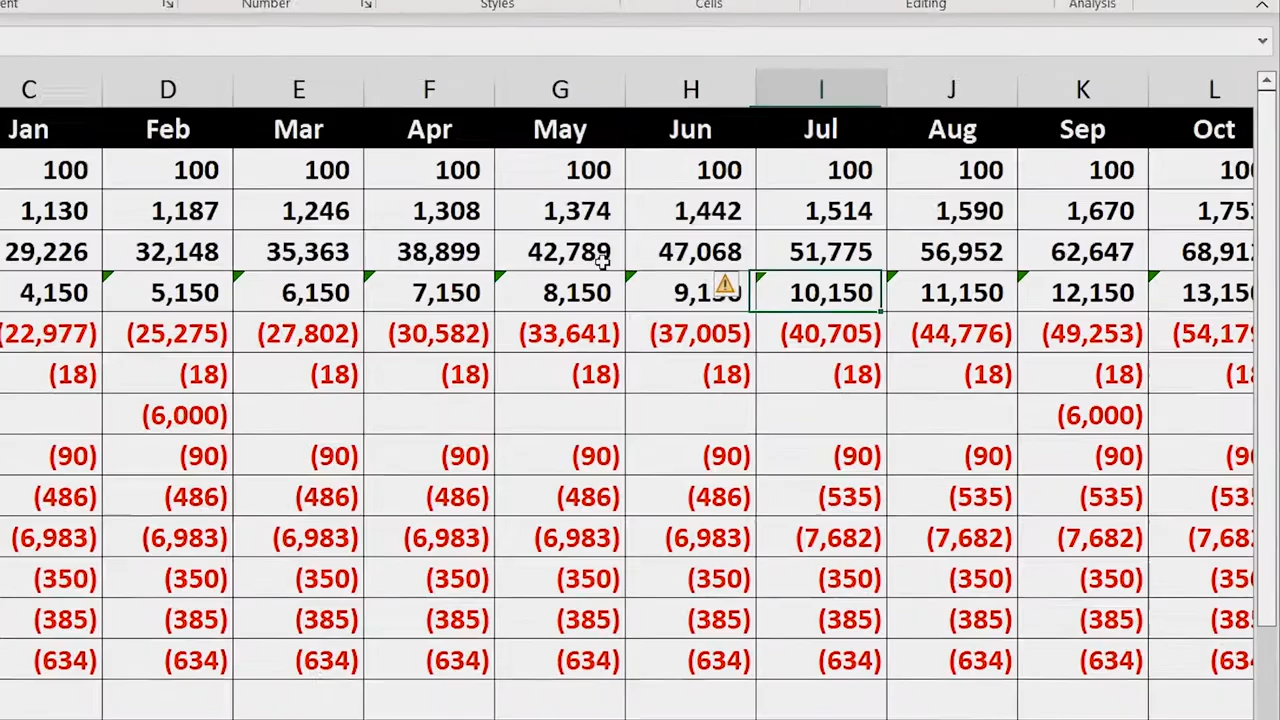 Number Styles Cells Editing Analysis
C D E F G H I J K L
Jan Feb Mar Apr May Jun Jul Aug Sep Oct
100 100 100 100 100 100 100 100 100
1,130 1,187 1,246 1,308 1,374 1,442 1,514 1,590 1,670
29,226 32,148 35,363 38,899 42,789 47,068 51,775 56,952 62,647
4,150 5,150 6,150 7,150 8,150 10,150 11,150 12,150
(22,977) (25,275) (27,802) (30,582) (33,641) (37,005) (40,705) (44,776) (49,253)
(18) (18) (18) (18) (18) (18) (18) (18) (18)
(6,000) (6,000)
(90) (90) (90) (90) (90) (90) (90) (90) (90)
(486) (486) (486) (486) (486) (486) (535) (535) (535)
(6,983) (6,983) (6,983) (6,983) (6,983) (6,983) (7,682) (7,682) (7,682)
(350) (350) (350) (350) (350) (350) (350) (350) (350)
(385) (385) (385) (385) (385) (385) (385) (385) (385)
(634) (634) (634) (634) (634) (634) (634) (634) (634)